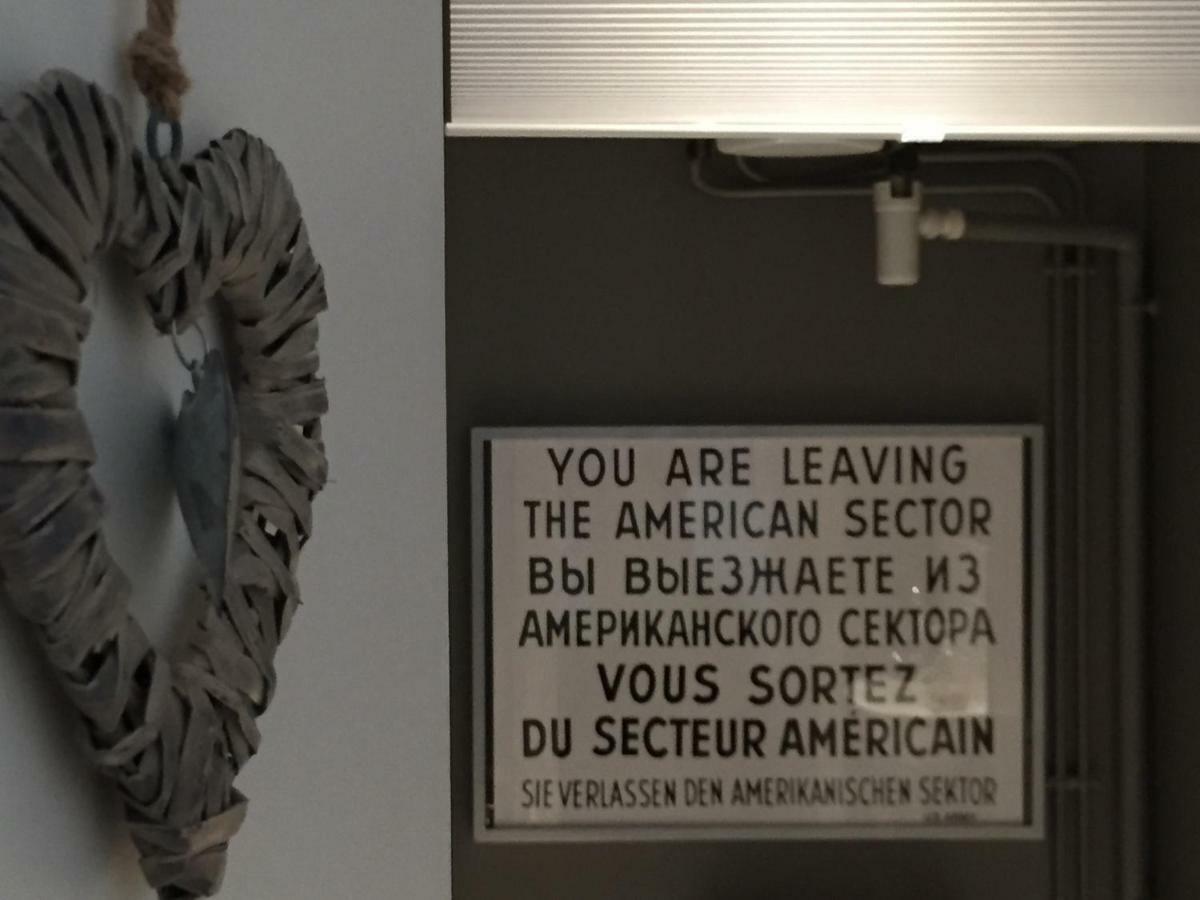 YOU ARE LEAVING
THE AMERICAN SECTOR
ВЫ ВЫЕЗЖАЕТЕ ИЗ
АМЕРИКАНСКОГО СЕКТОРА
VOUS SORTEZ
DU SECTEUR AMÉRICAIN
SIE VERLASSEN DEN AMERIKANISCHEN SEKTOR